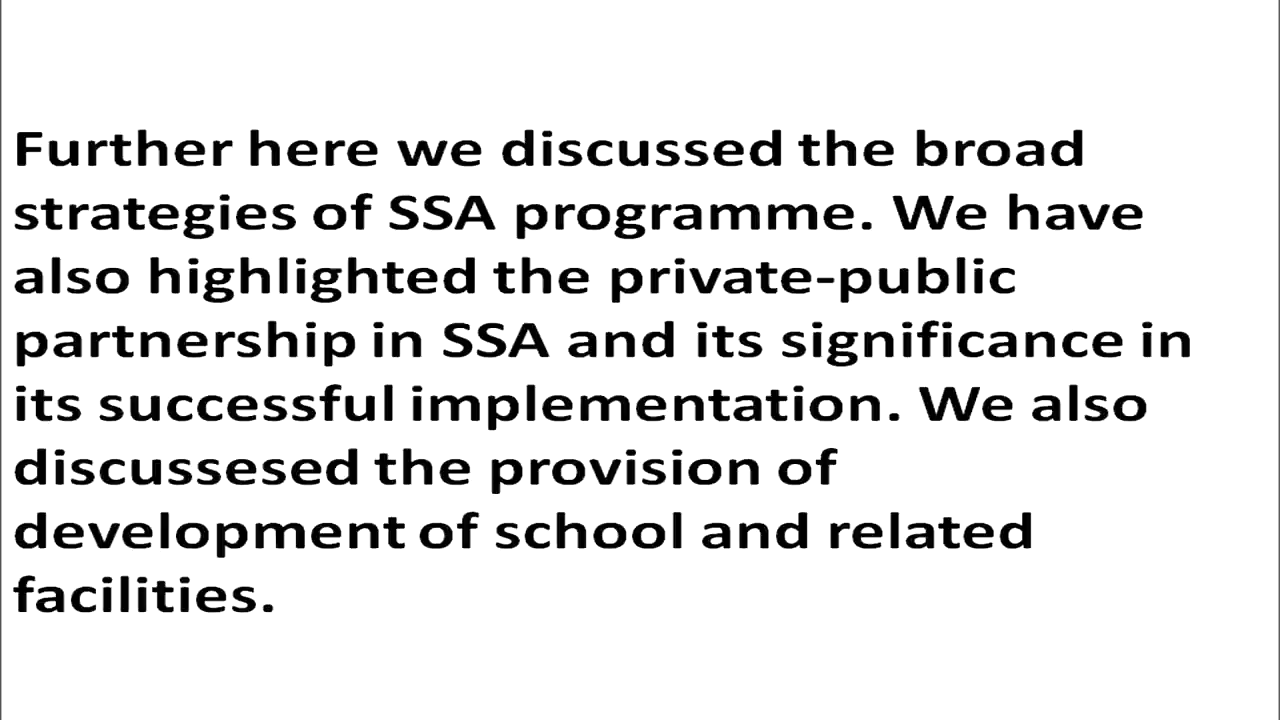 Further here we discussed the broad
strategies of SSA programme. We have
also highlighted the private-public
partnership in SSA and its significance in
its successful implementation. We also
discussesed the provision of
development of school and related
facilities.